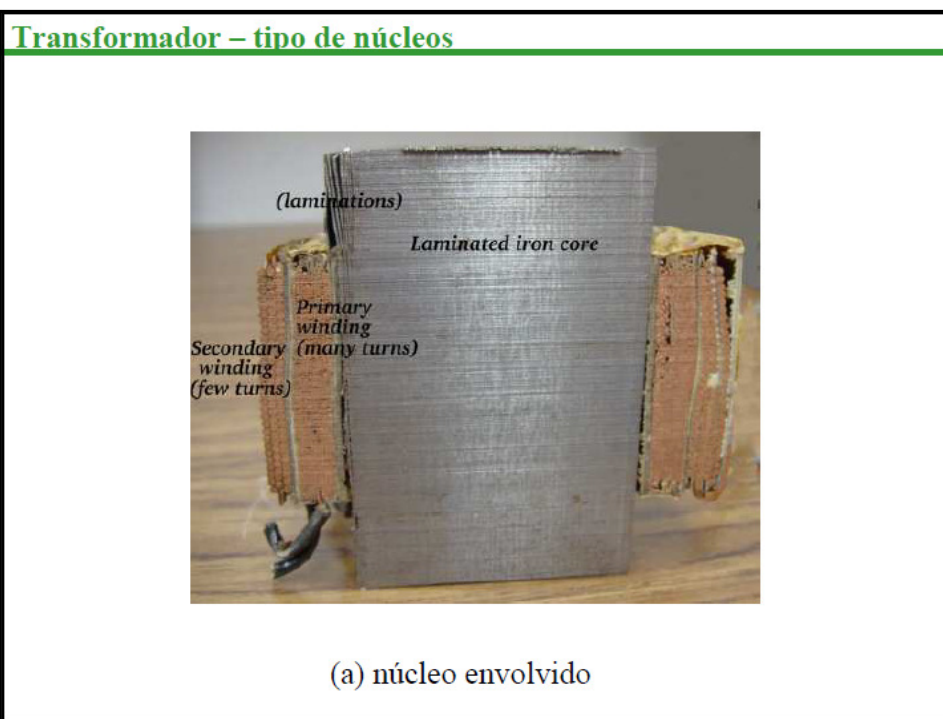 Transformador – tipo de núcleos
(laminations)
Laminated iron core
Primary
winding
(many turns)
Secondary
winding
(few turns)
(a) núcleo envolvido